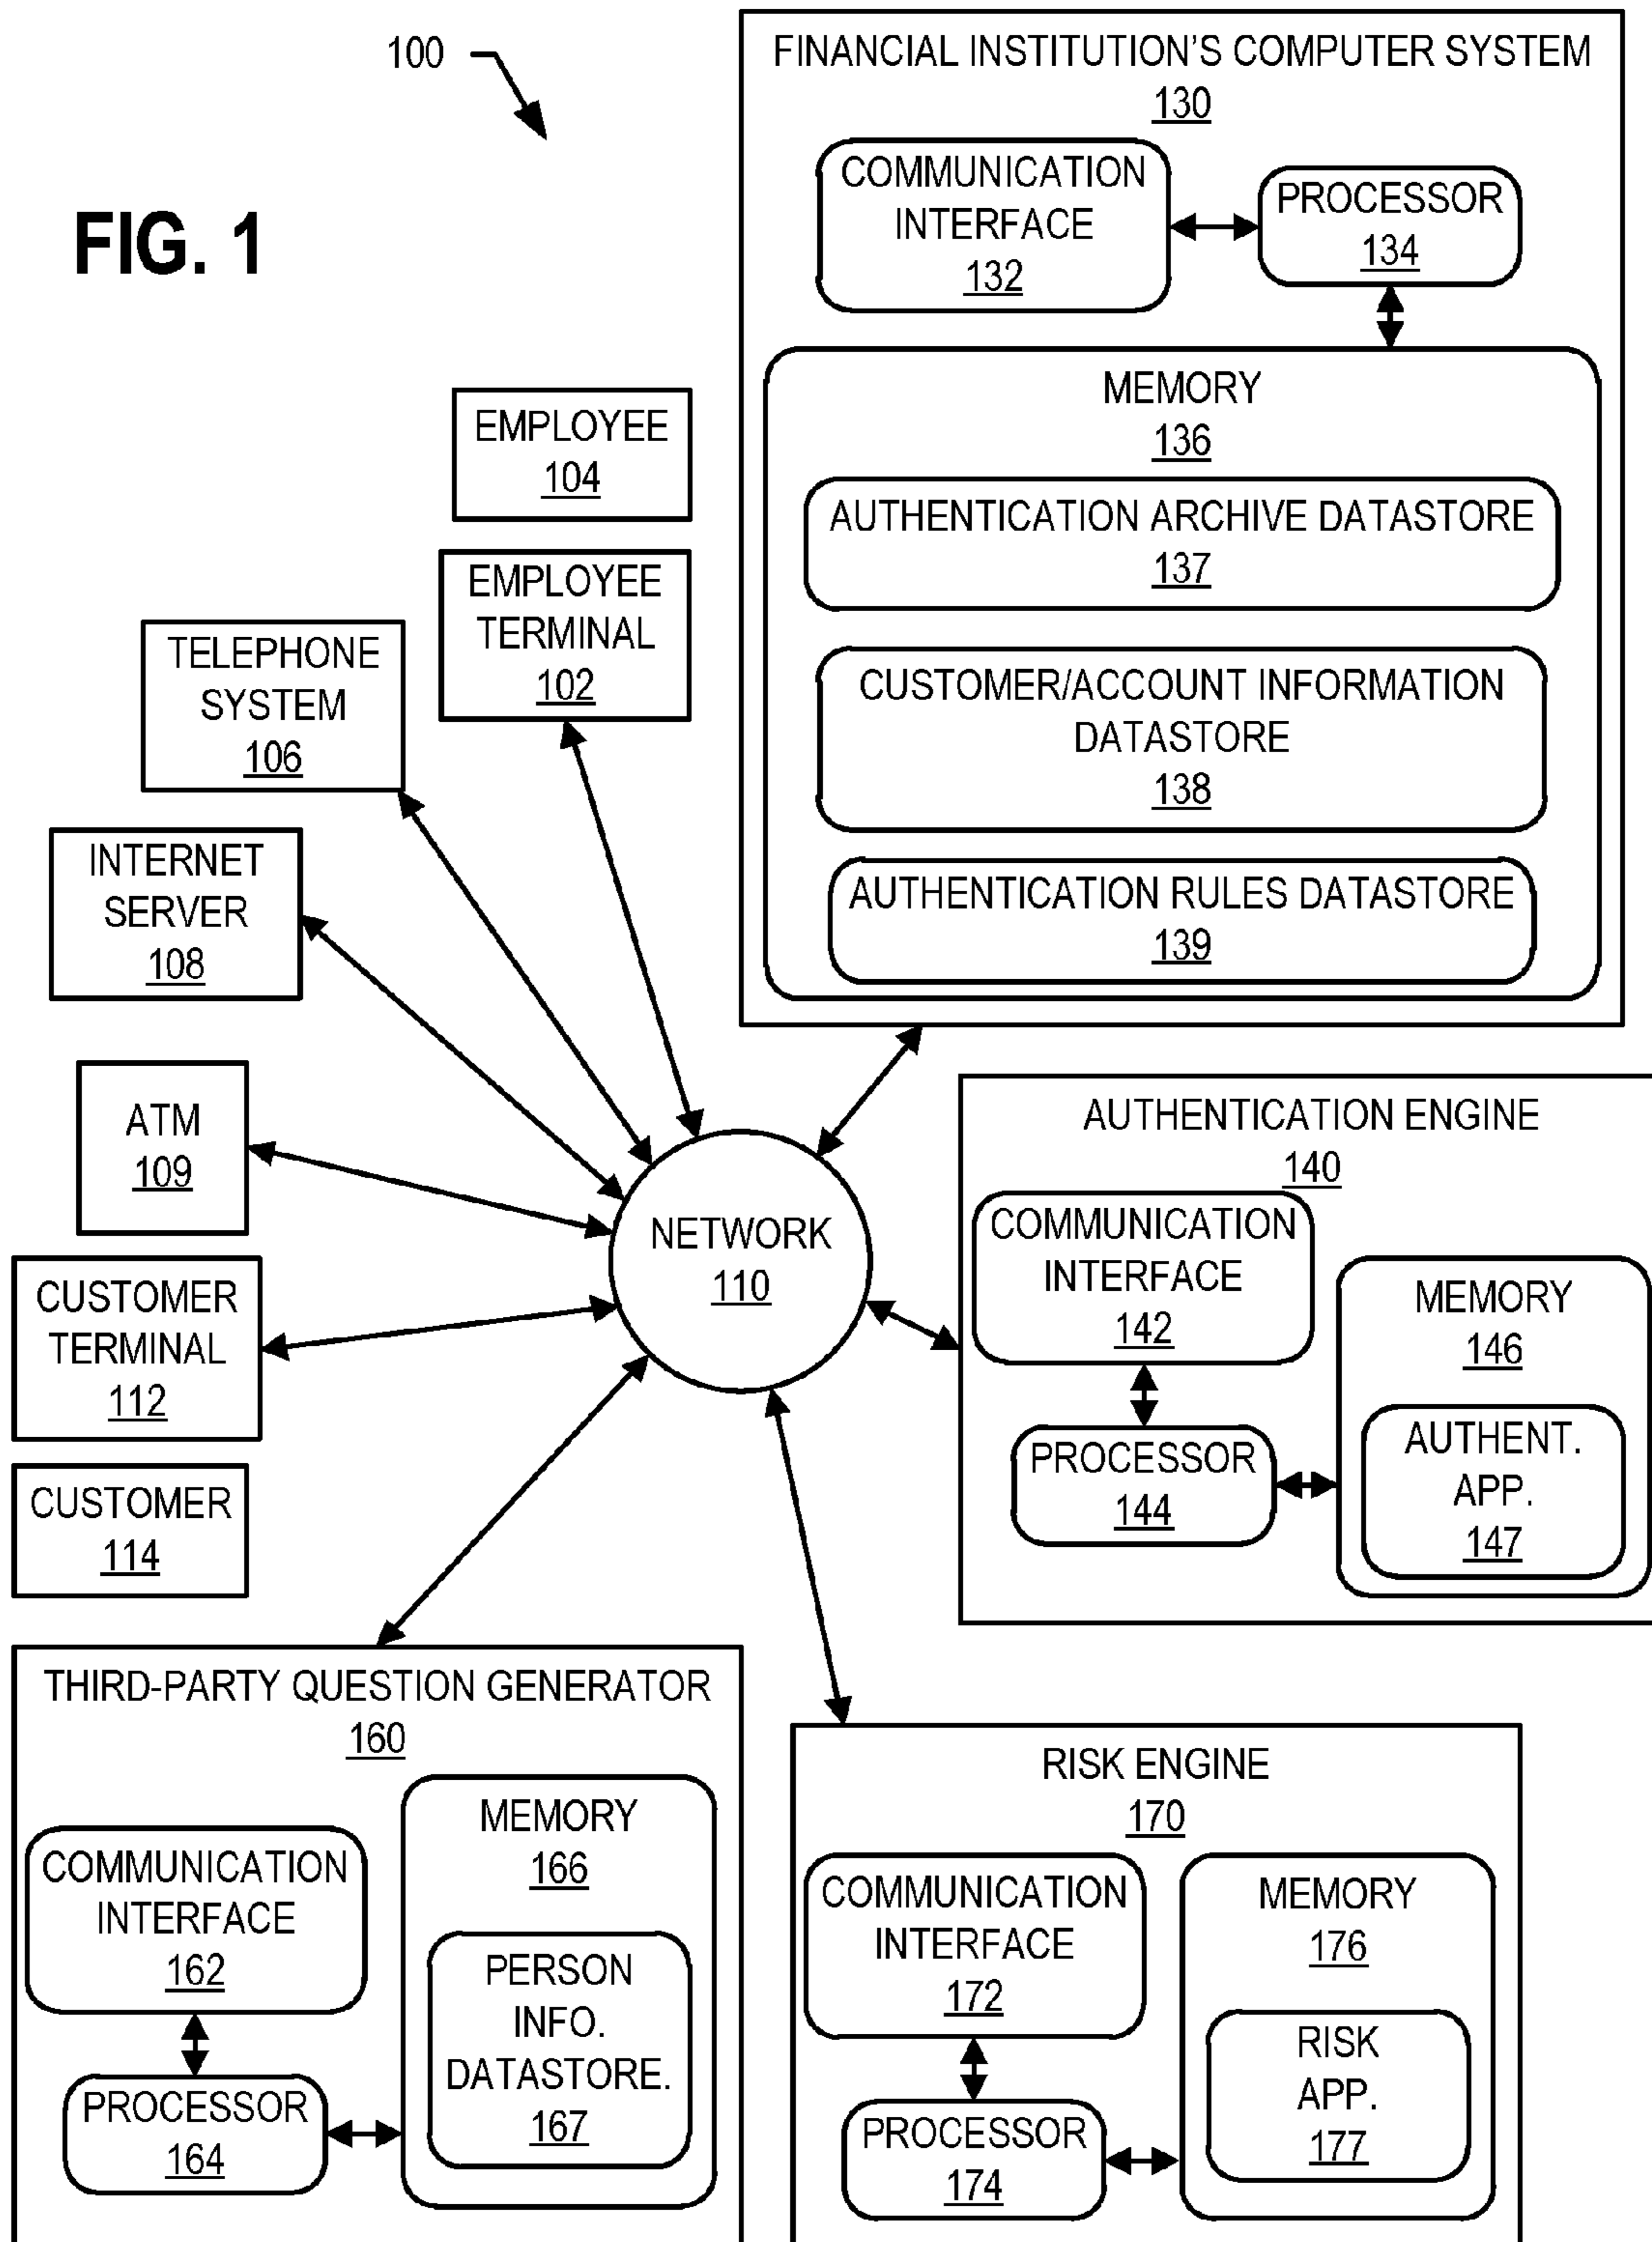 100
FIG. 1
FINANCIAL INSTITUTION'S COMPUTER SYSTEM
130
COMMUNICATION
INTERFACE
132
PROCESSOR
134
MEMORY
136
AUTHENTICATION ARCHIVE DATASTORE
137
CUSTOMER/ACCOUNT INFORMATION
DATASTORE
138
AUTHENTICATION RULES DATASTORE
139
EMPLOYEE
104
EMPLOYEE
TERMINAL
102
TELEPHONE
SYSTEM
106
INTERNET
SERVER
108
ATM
109
CUSTOMER
TERMINAL
112
CUSTOMER
114
NETWORK
110
AUTHENTICATION ENGINE
140
COMMUNICATION
INTERFACE
142
PROCESSOR
144
MEMORY
146
AUTHENT.
APP.
147
THIRD-PARTY QUESTION GENERATOR
160
COMMUNICATION
INTERFACE
162
PROCESSOR
164
MEMORY
166
PERSON
INFO.
DATASTORE.
167
RISK ENGINE
170
COMMUNICATION
INTERFACE
172
PROCESSOR
174
MEMORY
176
RISK
APP.
177